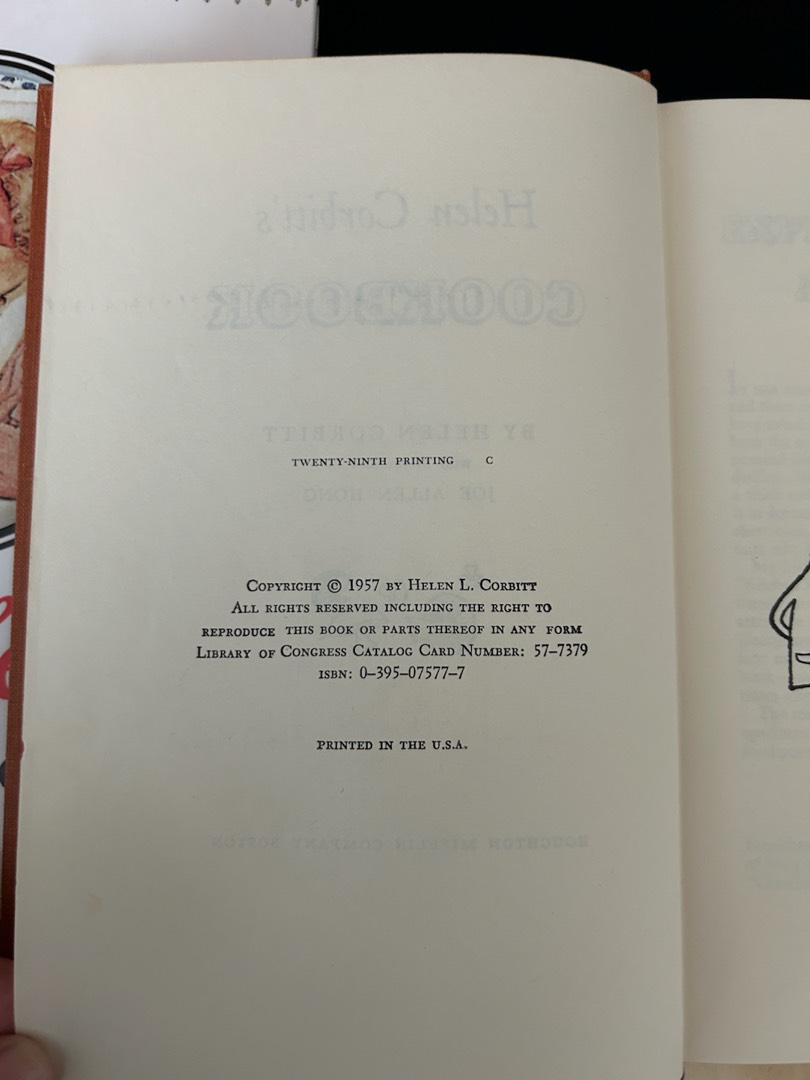 TWENTY-NINTH PRINTING C
COPYRIGHT © 1957 BY HELEN L. CORBITT
ALL RIGHTS RESERVED INCLUDING THE RIGHT TO
REPRODUCE THIS BOOK OR PARTS THEREOF IN ANY FORM
LIBRARY OF CONGRESS CATALOG CARD NUMBER: 57–7379
ISBN: 0–395–07577–7
PRINTED IN THE U.S.A.